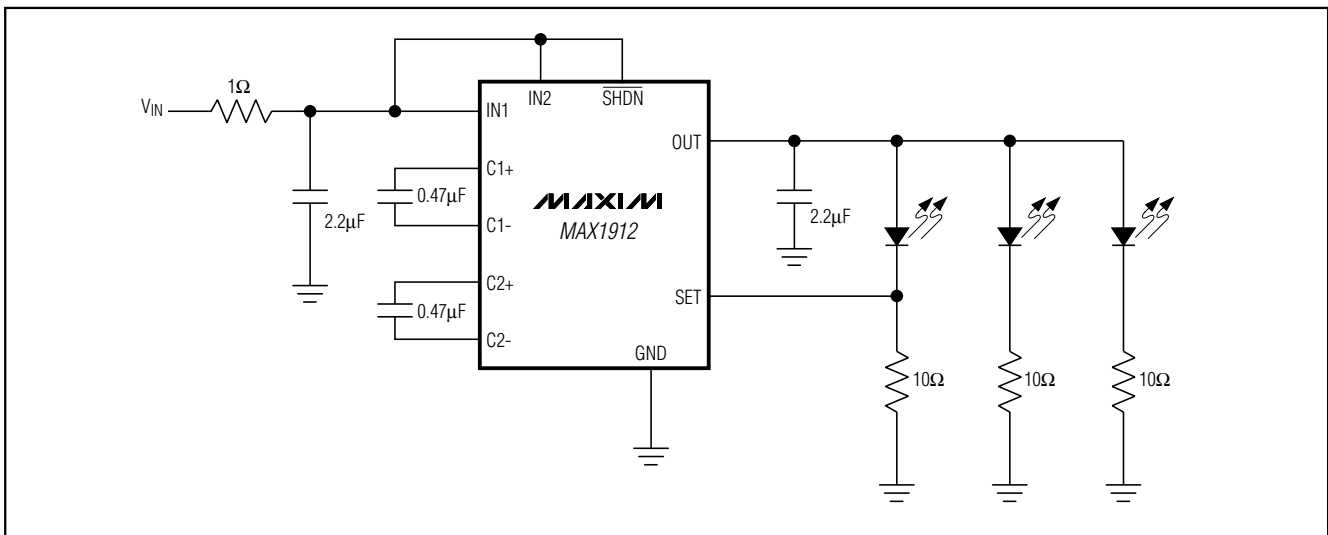 1Ω
V_IN
2.2µF
IN1
IN2
S̅H̅D̅N̅
C1+
0.47µF
C1-
C2+
0.47µF
C2-
MAXIM
MAX1912
GND
OUT
SET
2.2µF
10Ω
10Ω
10Ω